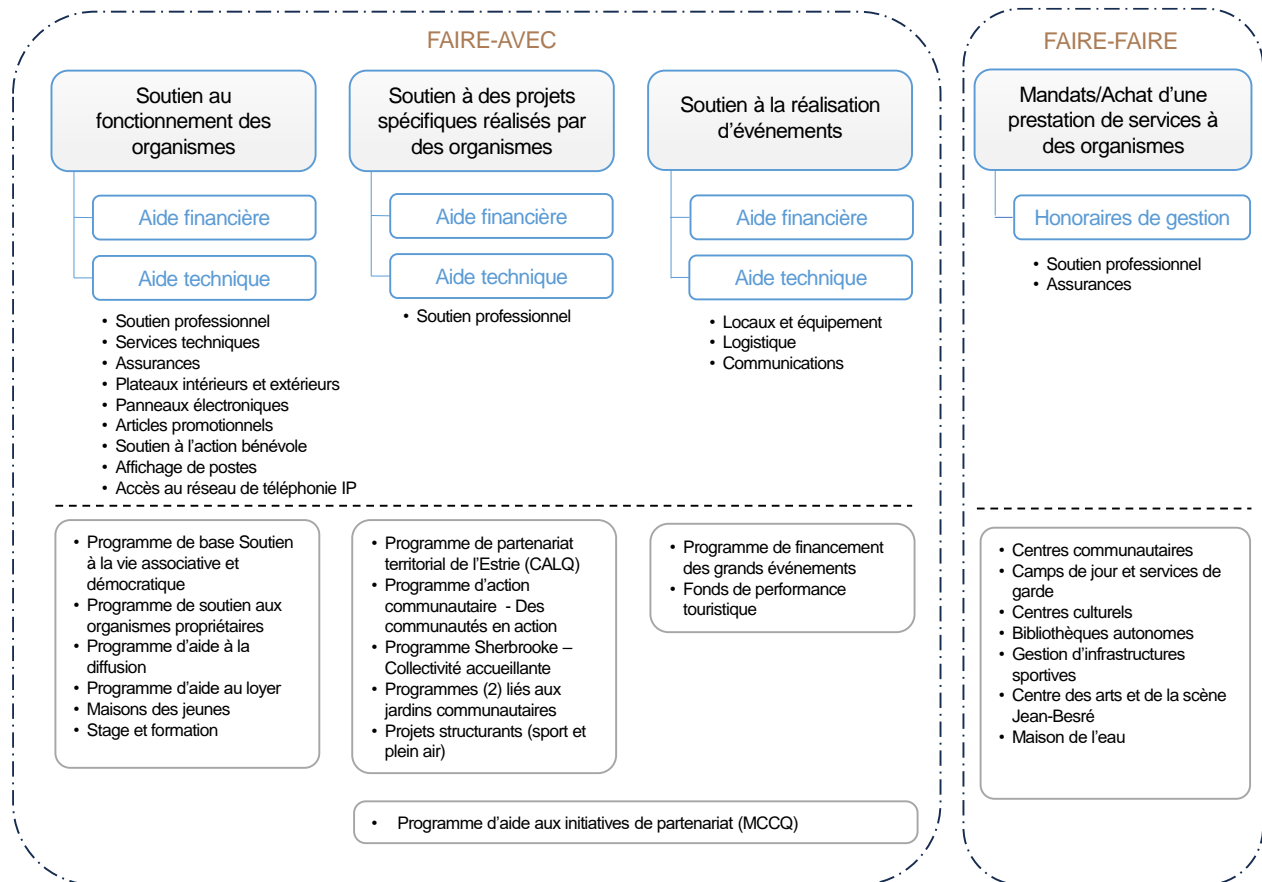 FAIRE-AVEC
Soutien au
fonctionnement des
organismes
Aide financière
Aide technique
• Soutien professionnel
• Services techniques
• Assurances
• Plateaux intérieurs et extérieurs
• Panneaux électroniques
• Articles promotionnels
• Soutien à l'action bénévole
• Affichage de postes
• Accès au réseau de téléphonie IP
• Programme de base Soutien
à la vie associative et
démocratique
• Programme de soutien aux
organismes propriétaires
• Programme d'aide à la
diffusion
• Programme d'aide au loyer
• Maisons des jeunes
• Stage et formation
Soutien à des projets
spécifiques réalisés par
des organismes
Aide financière
Aide technique
• Soutien professionnel
• Programme de partenariat
territorial de l'Estrie (CALQ)
• Programme d'action
communautaire - Des
communautés en action
• Programme Sherbrooke –
Collectivité accueillante
• Programmes (2) liés aux
jardins communautaires
• Projets structurants (sport et
plein air)
Soutien à la réalisation
d'événements
Aide financière
Aide technique
• Locaux et équipement
• Logistique
• Communications
• Programme de financement
des grands événements
• Fonds de performance
touristique
• Programme d'aide aux initiatives de partenariat (MCCQ)
FAIRE-FAIRE
Mandats/Achat d'une
prestation de services à
des organismes
Honoraires de gestion
• Soutien professionnel
• Assurances
• Centres communautaires
• Camps de jour et services de
garde
• Centres culturels
• Bibliothèques autonomes
• Gestion d'infrastructures
sportives
• Centre des arts et de la scène
Jean-Besré
• Maison de l'eau